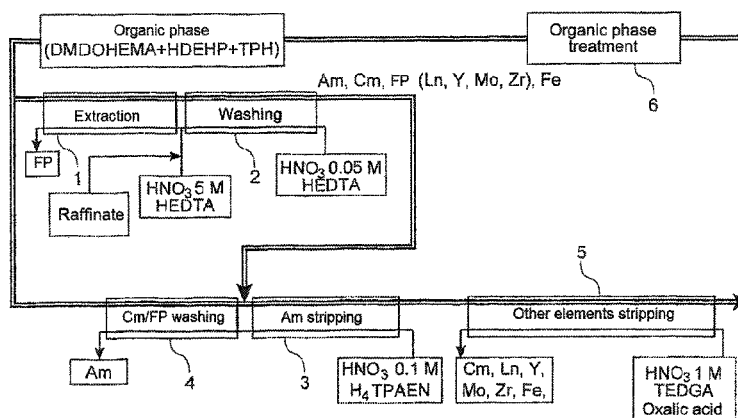 Organic phase
(DMDOHEMA+HDEHP+TPH)
Organic phase
treatment
6
Am, Cm, FP (Ln, Y, Mo, Zr), Fe
Extraction
Washing
FP
1
2
Raffinate
HNO₃ 5 M
HEDTA
HNO₃ 0.05 M
HEDTA
5
Cm/FP washing
Am stripping
Other elements stripping
Am
4
3
HNO₃ 0.1 M
H₄ TPAEN
Cm, Ln, Y,
Mo, Zr, Fe,
HNO₃ 1 M
TEDGA
Oxalic acid